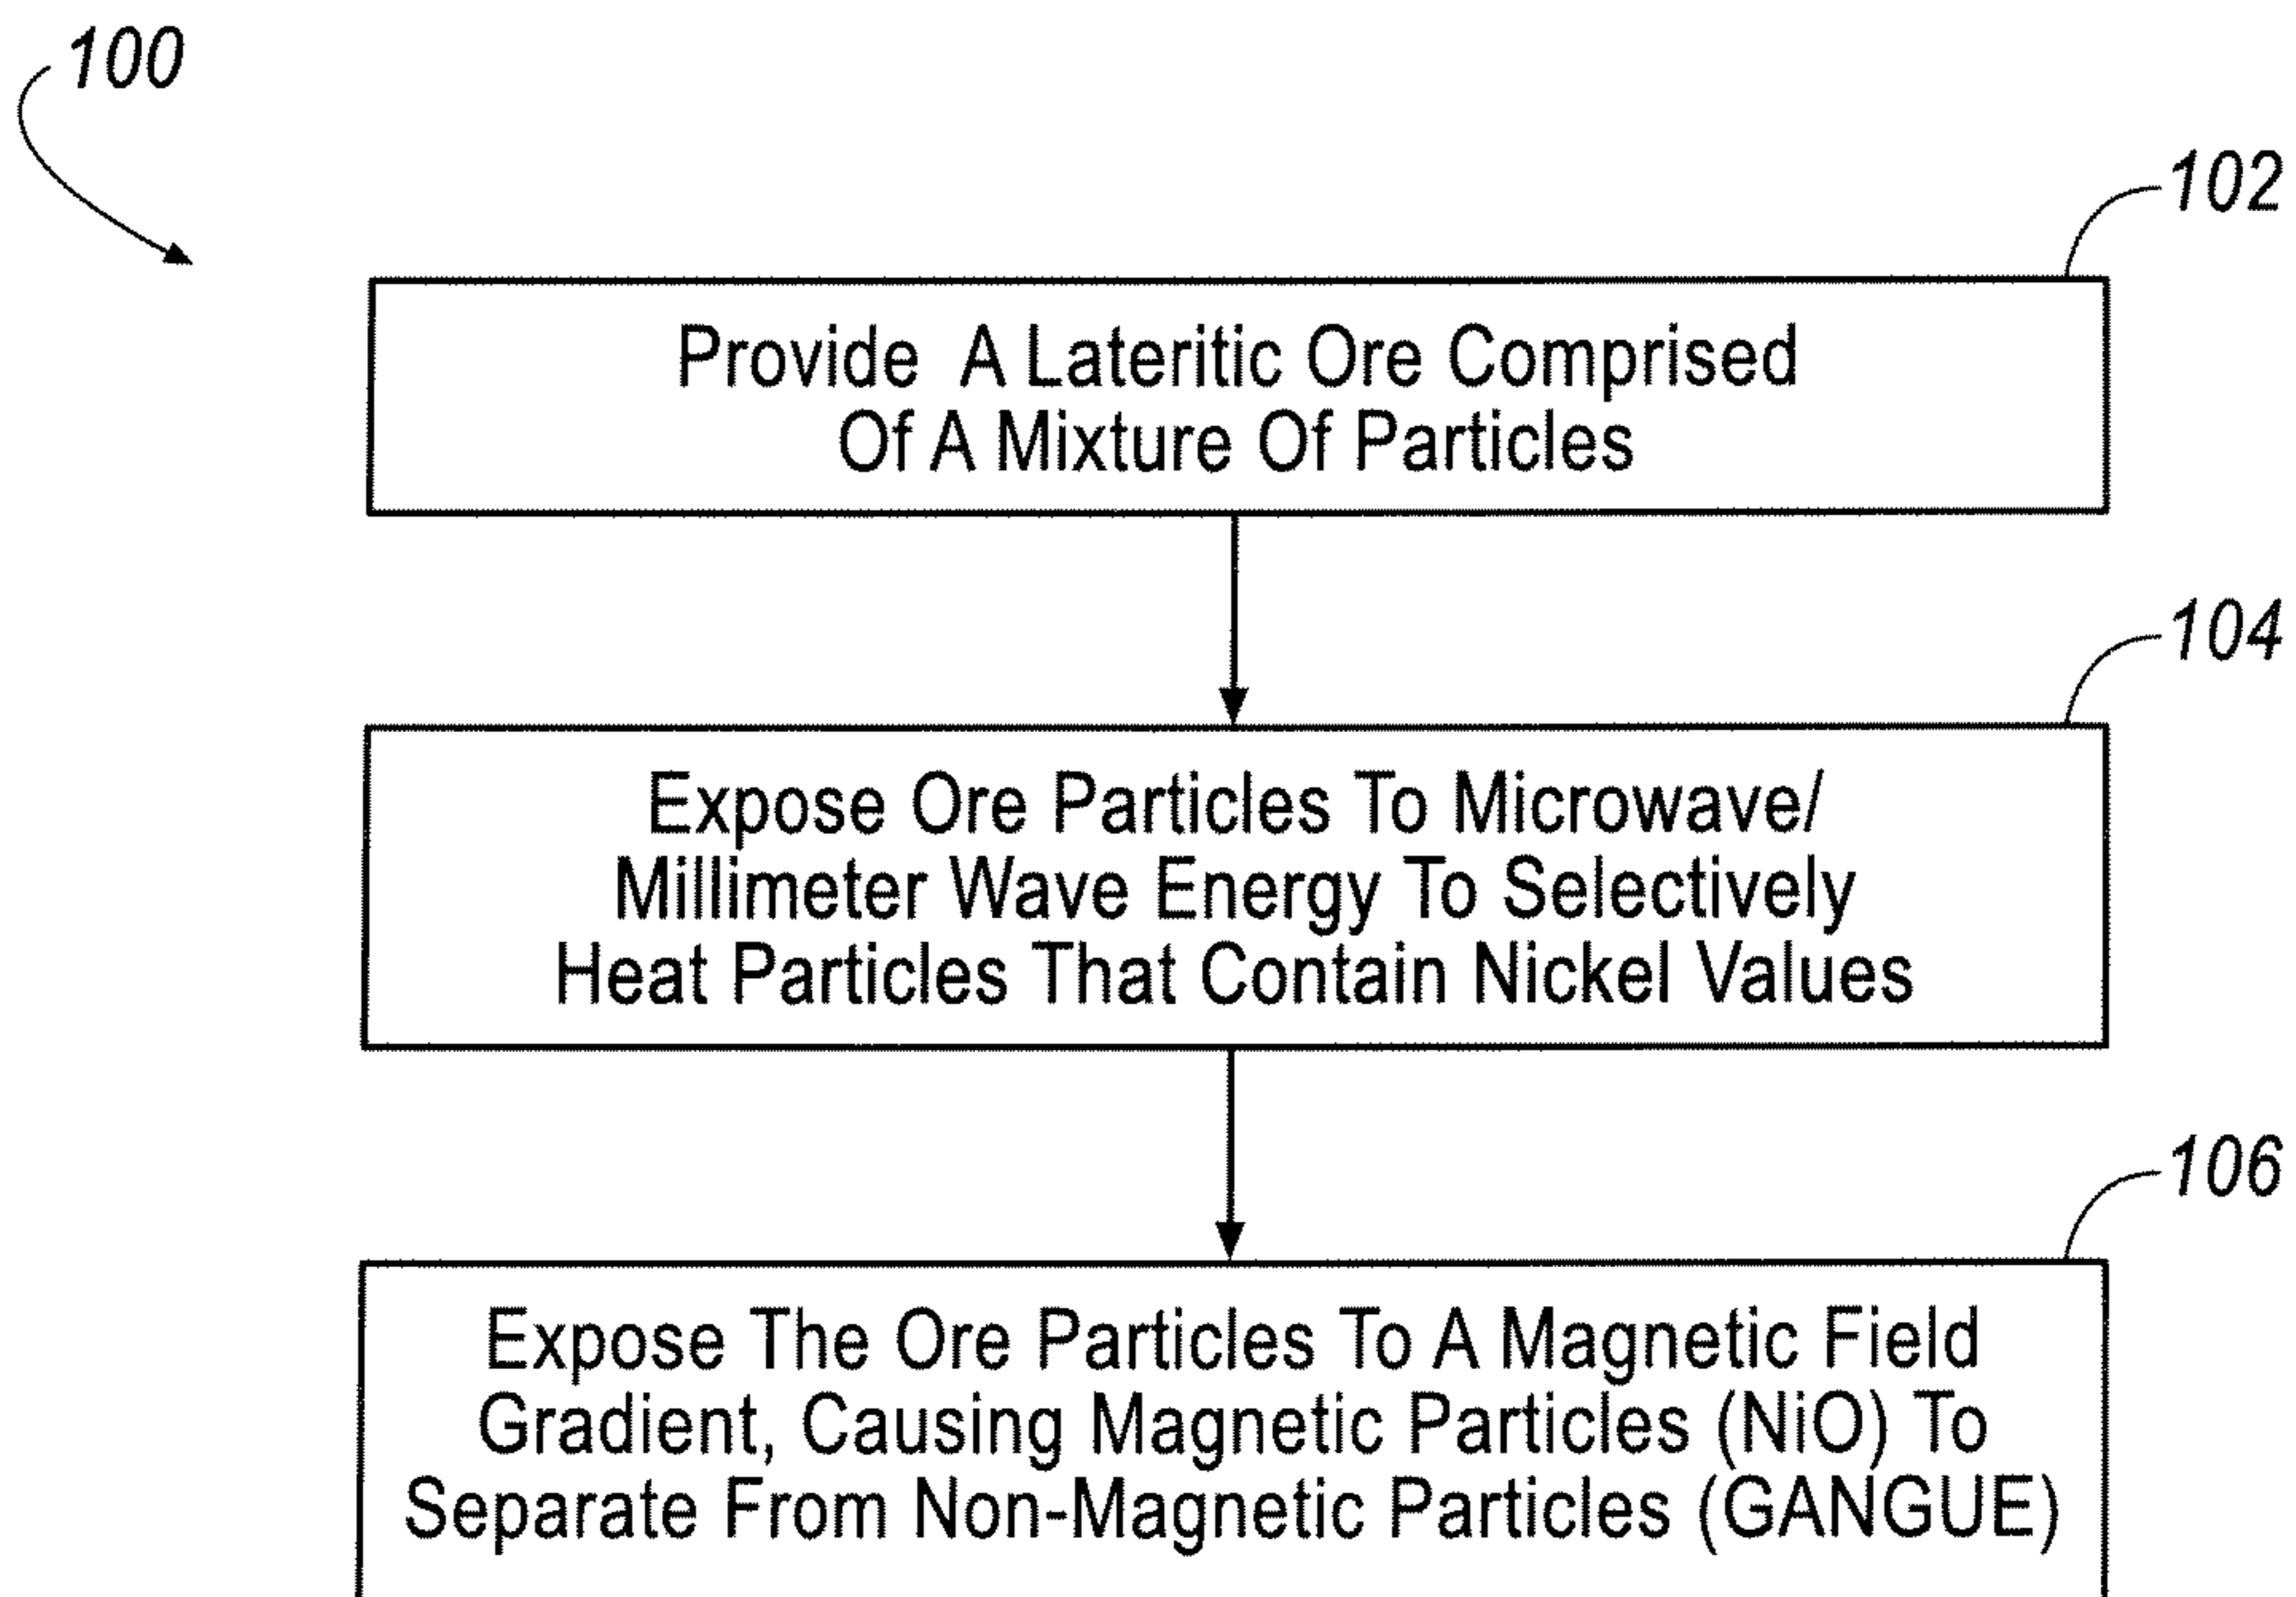 100
102
Provide A Lateritic Ore Comprised
Of A Mixture Of Particles
104
Expose Ore Particles To Microwave/
Millimeter Wave Energy To Selectively
Heat Particles That Contain Nickel Values
106
Expose The Ore Particles To A Magnetic Field
Gradient, Causing Magnetic Particles (NiO) To
Separate From Non-Magnetic Particles (GANGUE)